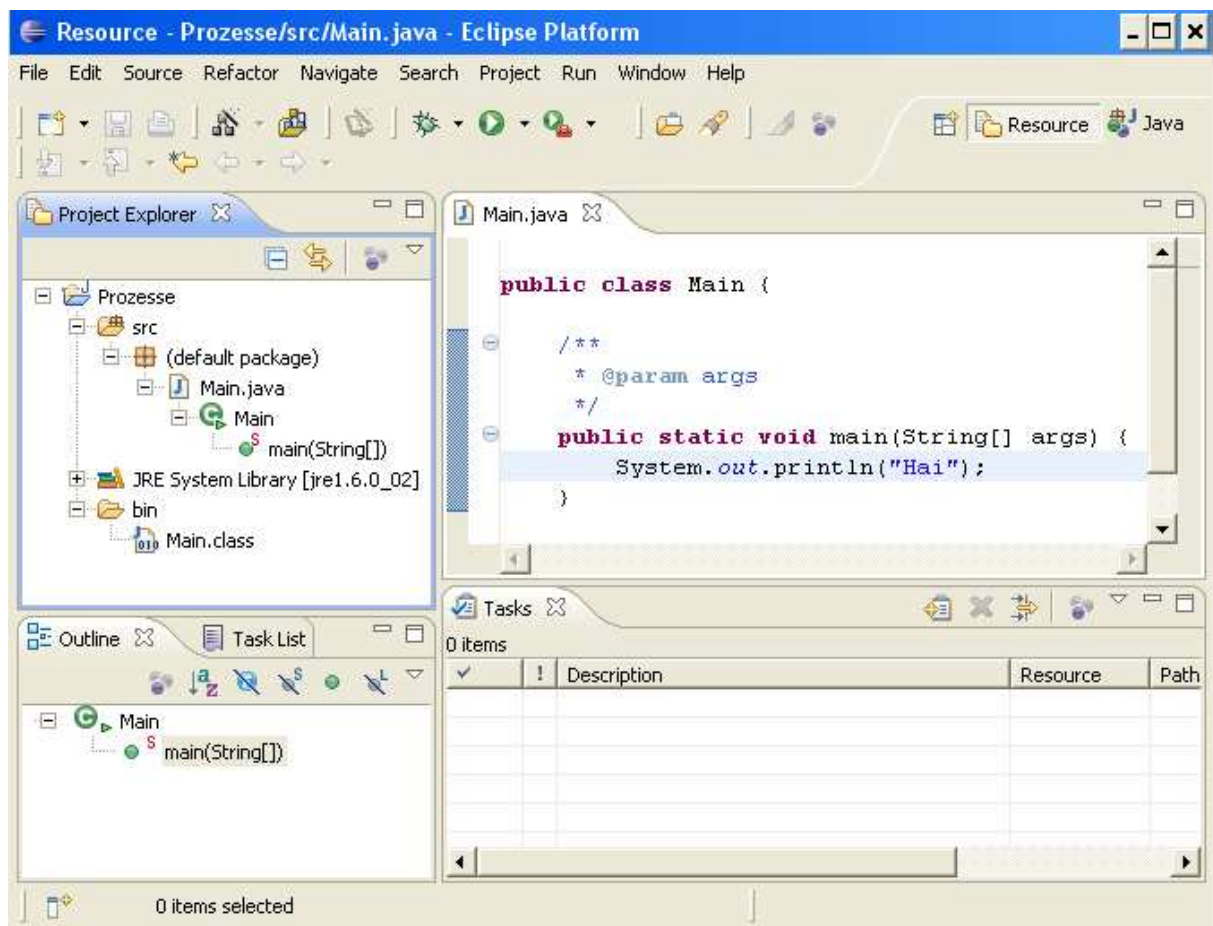 Resource - Prozesse/src/Main.java - Eclipse Platform
File Edit Source Refactor Navigate Search Project Run Window Help
Resource Java
Project Explorer
Prozesse
src
(default package)
Main.java
Main
main(String[])
JRE System Library [jre1.6.0_02]
bin
Main.class
Main.java
public class Main {
/**
* @param args
*/
public static void main(String[] args) {
System.out.println("Hai");
}
Outline Task List
Main
main(String[])
Tasks
0 items
! Description Resource Path
0 items selected